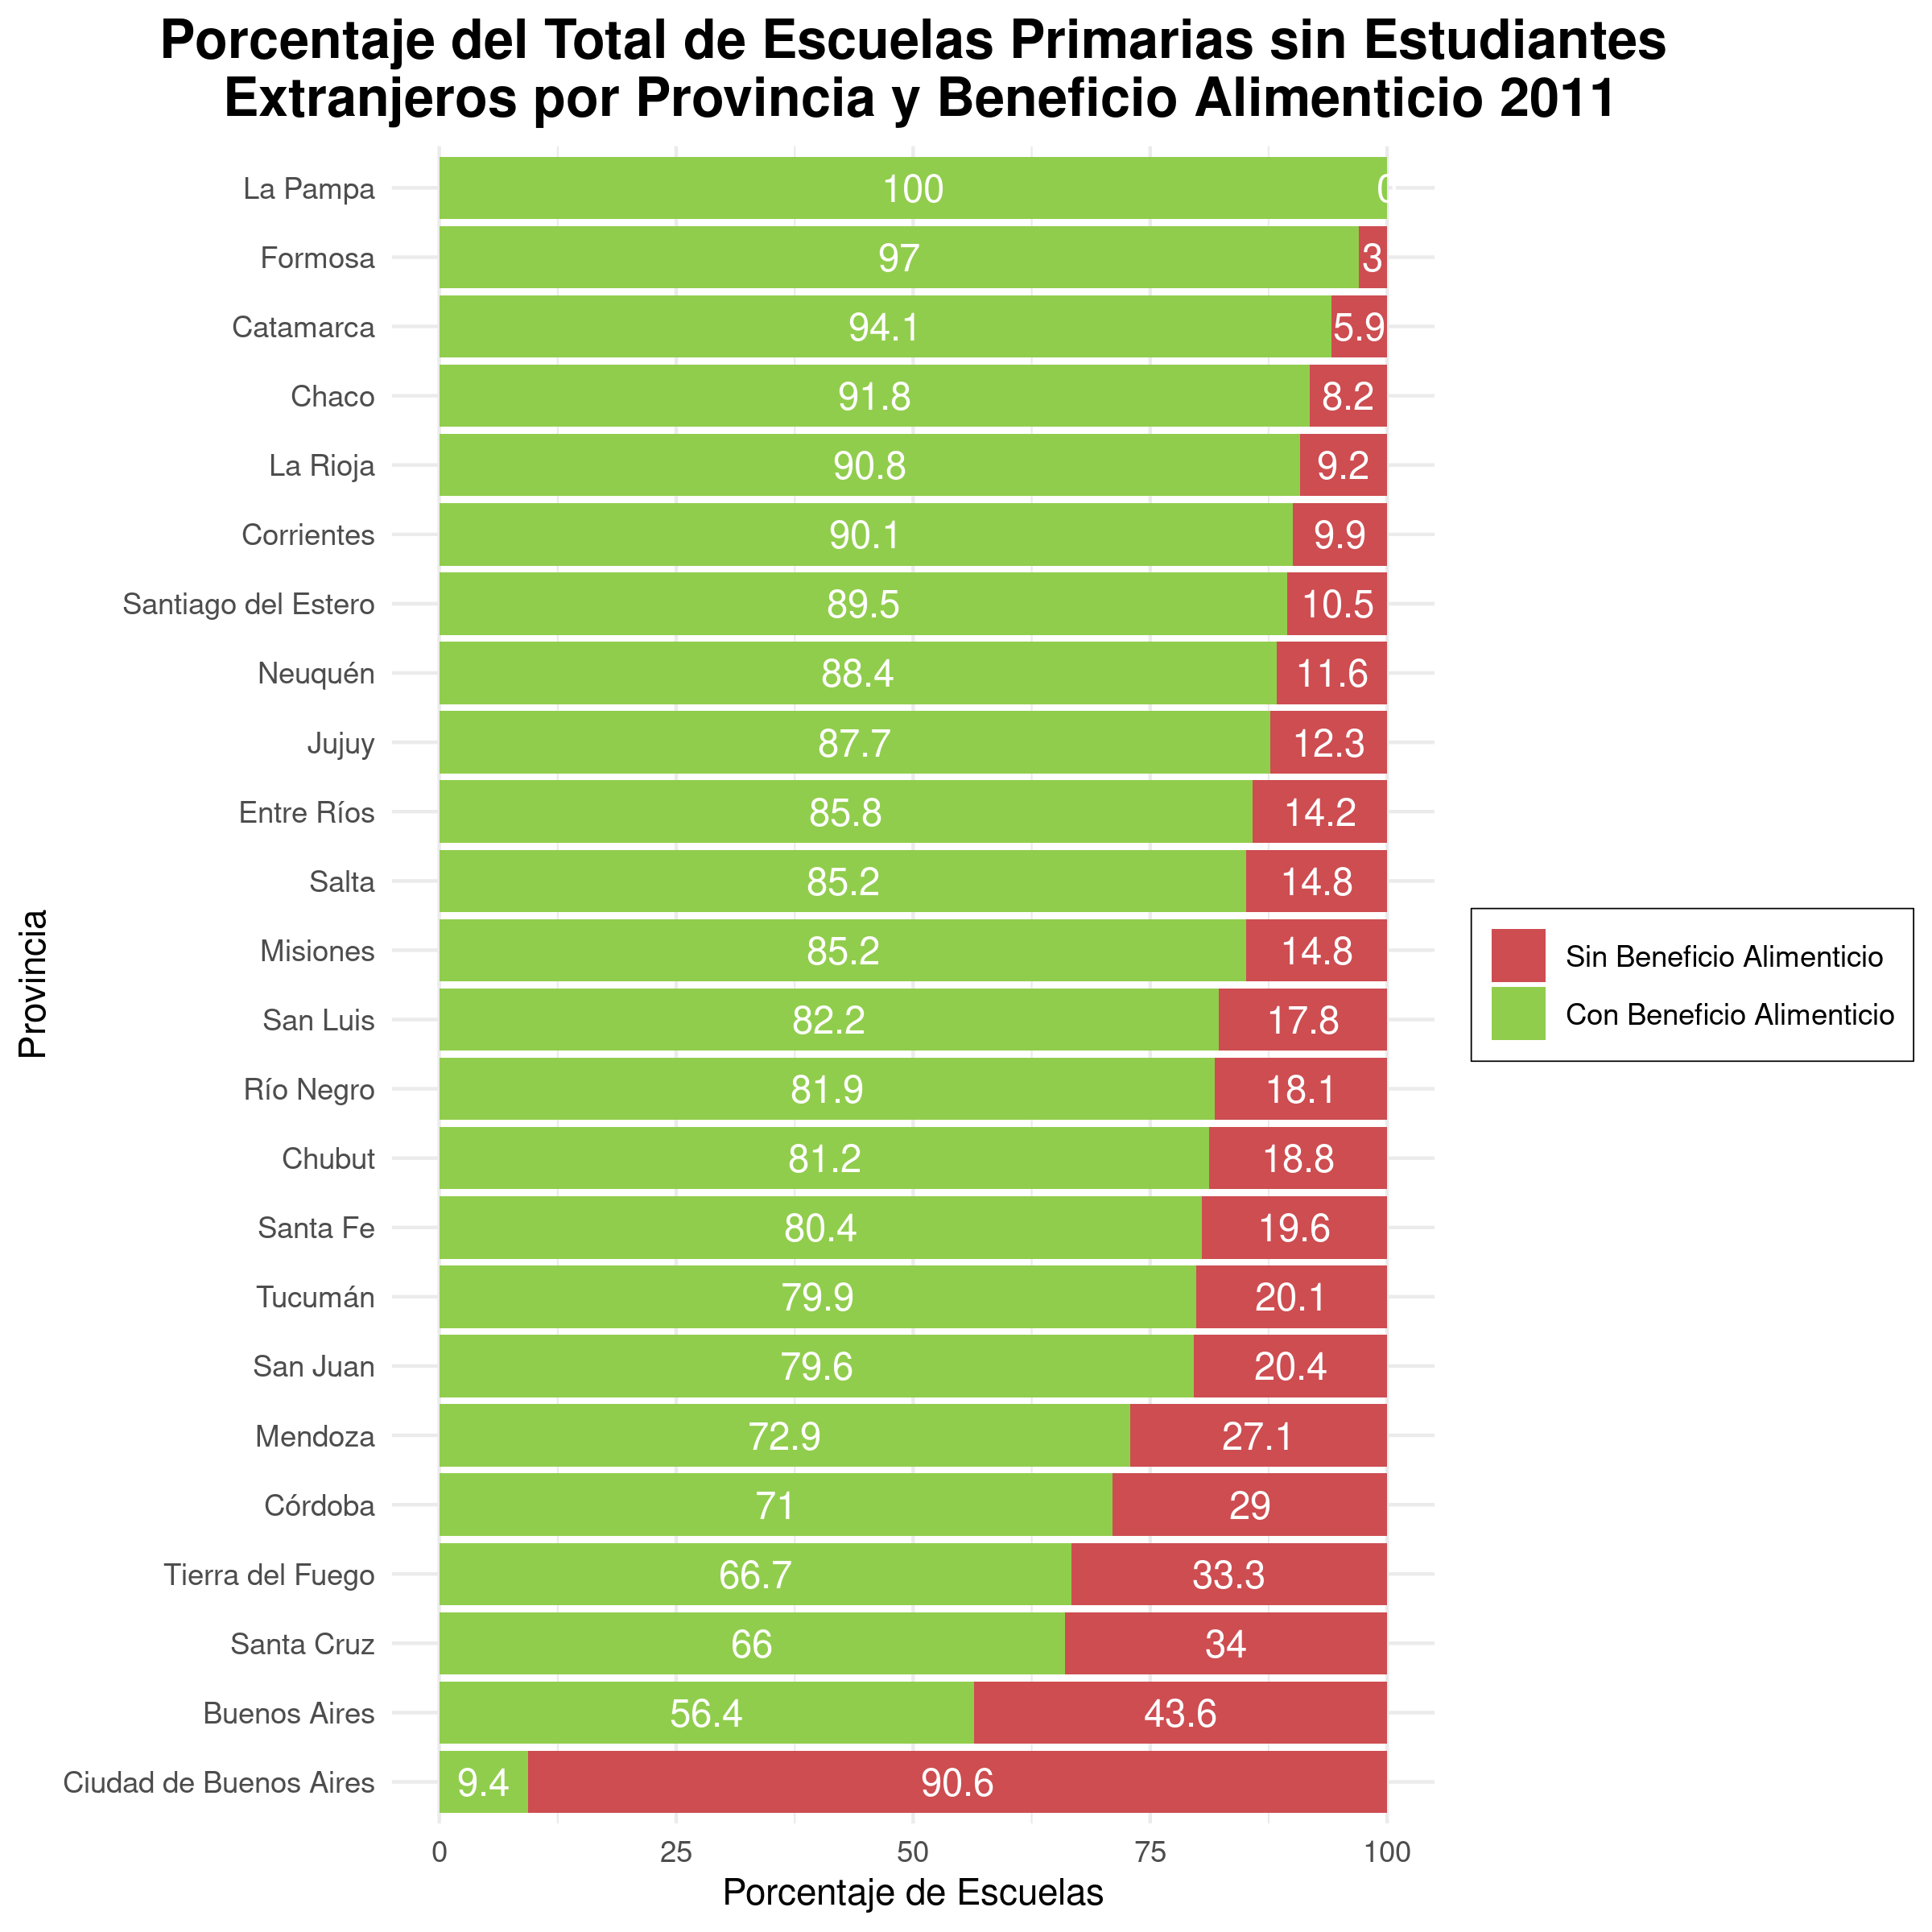 Porcentaje del Total de Escuelas Primarias sin Estudiantes
Extranjeros por Provincia y Beneficio Alimenticio 2011
La Pampa 100 0
Formosa 97 3
Catamarca 94.1 5.9
Chaco 91.8 8.2
La Rioja 90.8 9.2
Corrientes 90.1 9.9
Santiago del Estero 89.5 10.5
Neuquén 88.4 11.6
Jujuy 87.7 12.3
Entre Ríos 85.8 14.2
Salta 85.2 14.8
Misiones 85.2 14.8
San Luis 82.2 17.8
Río Negro 81.9 18.1
Chubut 81.2 18.8
Santa Fe 80.4 19.6
Tucumán 79.9 20.1
San Juan 79.6 20.4
Mendoza 72.9 27.1
Córdoba 71 29
Tierra del Fuego 66.7 33.3
Santa Cruz 66 34
Buenos Aires 56.4 43.6
Ciudad de Buenos Aires 9.4 90.6
0 25 50 75 100
Porcentaje de Escuelas
Provincia
Sin Beneficio Alimenticio
Con Beneficio Alimenticio